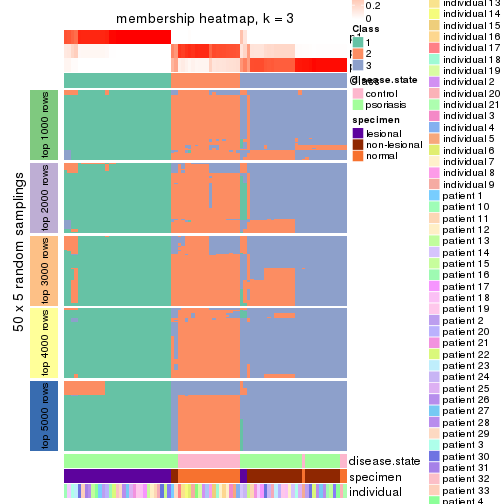 membership heatmap, k = 3
0.2
0
Class
1
2
3
disease.state
control
psoriasis
specimen
lesional
non-lesional
normal
50 x 5 random samplings
top 1000 rows
top 2000 rows
top 3000 rows
top 4000 rows
top 5000 rows
disease.state
specimen
individual
individual 13
individual 14
individual 15
individual 16
individual 17
individual 18
individual 19
individual 2
individual 20
individual 21
individual 3
individual 4
individual 5
individual 6
individual 7
individual 8
individual 9
patient 1
patient 10
patient 11
patient 12
patient 13
patient 14
patient 15
patient 16
patient 17
patient 18
patient 19
patient 2
patient 20
patient 21
patient 22
patient 23
patient 24
patient 25
patient 26
patient 27
patient 28
patient 29
patient 3
patient 30
patient 31
patient 32
patient 33
patient 4